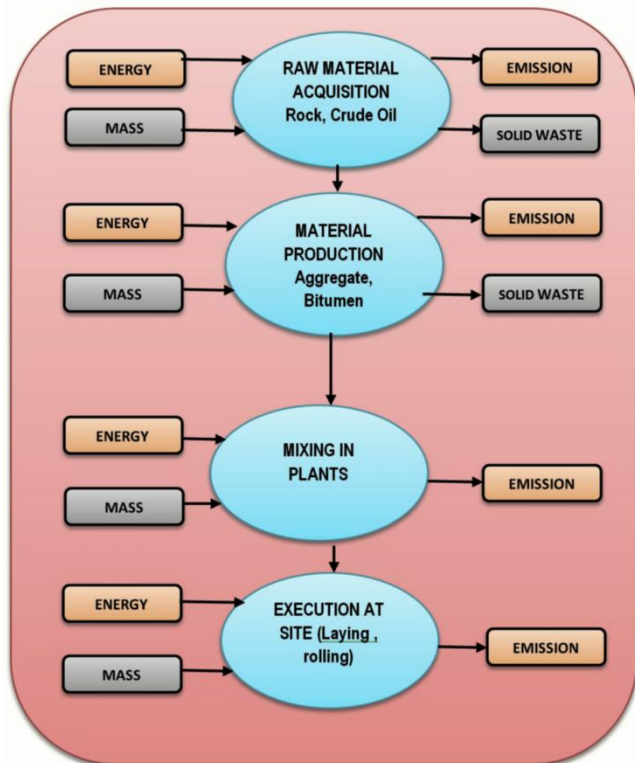 ENERGY
MASS
RAW MATERIAL
ACQUISITION
Rock, Crude Oil
EMISSION
SOLID WASTE
ENERGY
MASS
MATERIAL
PRODUCTION
Aggregate,
Bitumen
EMISSION
SOLID WASTE
ENERGY
MASS
MIXING IN
PLANTS
EMISSION
ENERGY
MASS
EXECUTION AT
SITE (Laying ,
rolling)
EMISSION